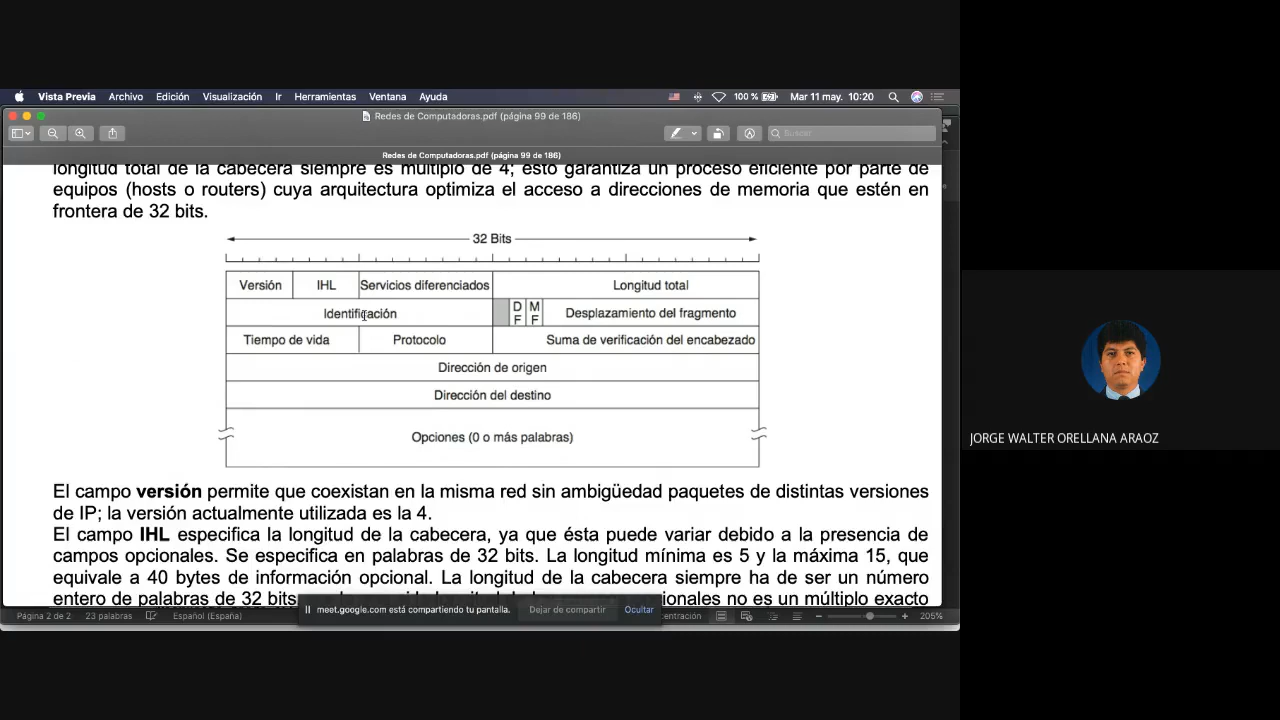 Vista Previa Archivo Edición Visualización Ir Herramientas Ventana Ayuda 100 % Mar 11 may. 10:20
Redes de Computadoras.pdf (página 99 de 186)
Buscar
Redes de Computadoras.pdf (página 99 de 186)
longitud total de la cabecera siempre es múltiplo de 4; esto garantiza un proceso eficiente por parte de
equipos (hosts o routers) cuya arquitectura optimiza el acceso a direcciones de memoria que estén en
frontera de 32 bits.
32 Bits
Versión IHL Servicios diferenciados Longitud total
Identificación DF MF Desplazamiento del fragmento
Tiempo de vida Protocolo Suma de verificación del encabezado
Dirección de origen
Dirección del destino
Opciones (0 o más palabras)
El campo versión permite que coexistan en la misma red sin ambigüedad paquetes de distintas versiones
de IP; la versión actualmente utilizada es la 4.
El campo IHL especifica la longitud de la cabecera, ya que ésta puede variar debido a la presencia de
campos opcionales. Se especifica en palabras de 32 bits. La longitud mínima es 5 y la máxima 15, que
equivale a 40 bytes de información opcional. La longitud de la cabecera siempre ha de ser un número
entero de palabras de 32 bits no es un múltiplo exacto
meet.google.com está compartiendo tu pantalla. Dejar de compartir Ocultar
Página 2 de 2 23 palabras Español (España) 205%
JORGE WALTER ORELLANA ARAOZ